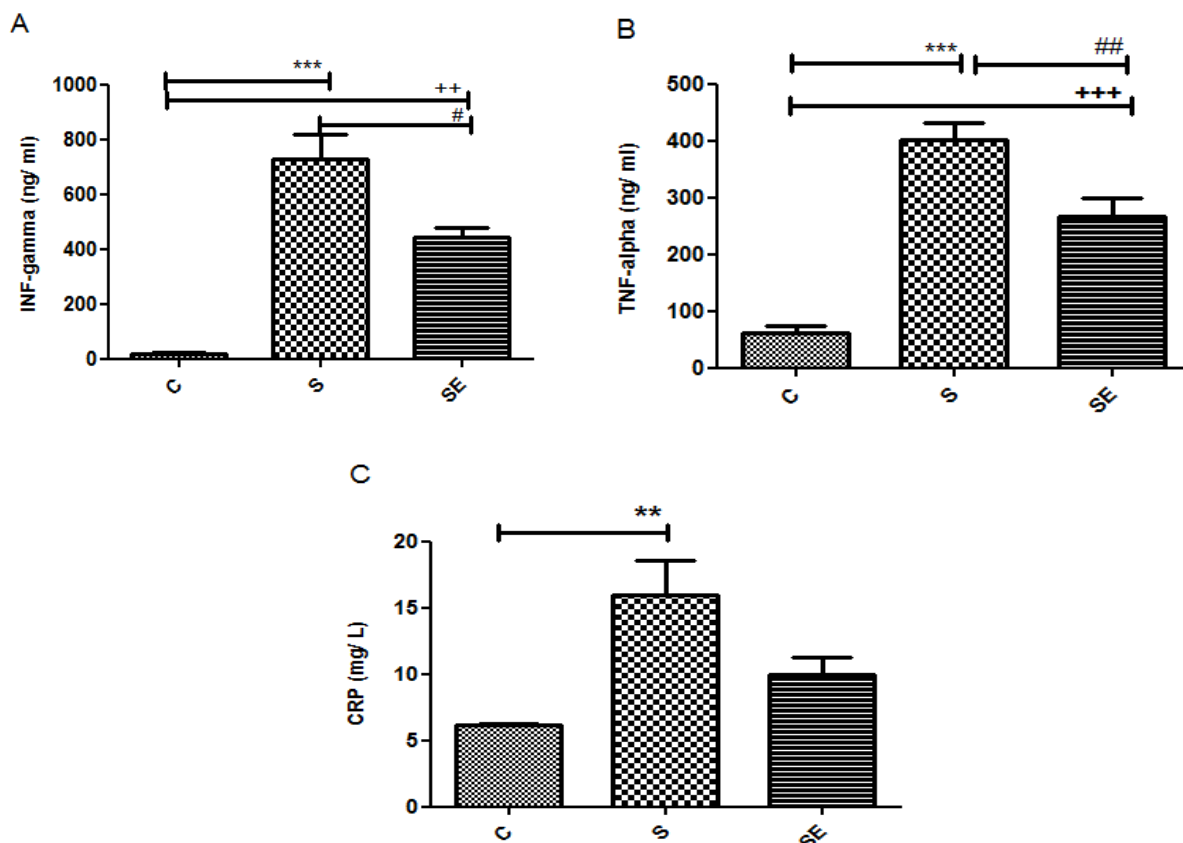 A
INF-gamma (ng/ ml)
1000
800
600
400
200
0
***
++
#
C
S
SE
B
TNF-alpha (ng/ ml)
500
400
300
200
100
0
***
##
+++
C
S
SE
C
CRP (mg/ L)
20
15
10
5
0
**
C
S
SE